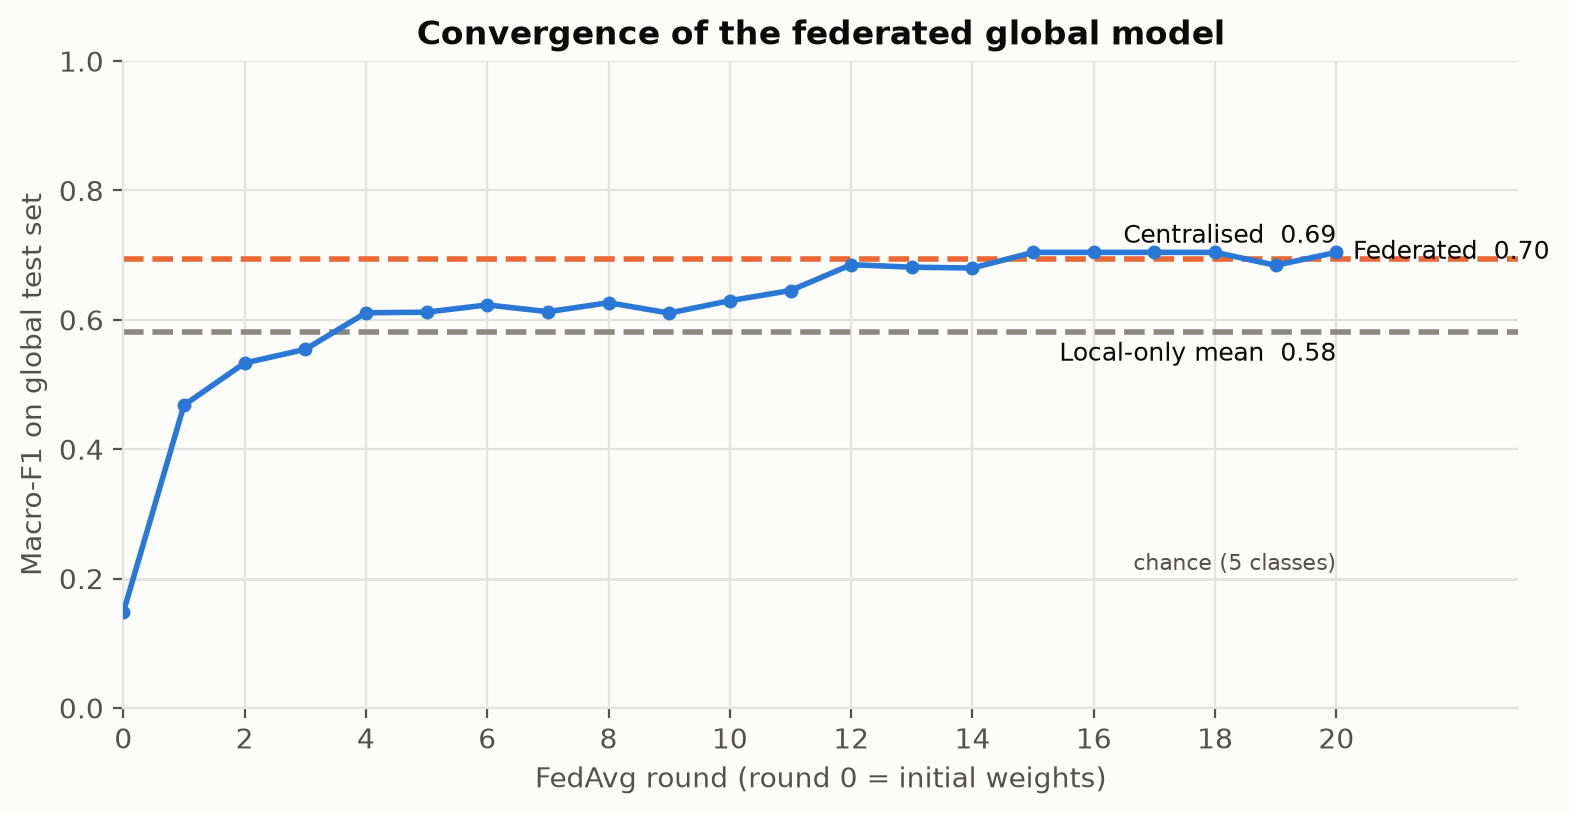 Convergence of the federated global model
Macro-F1 on global test set
1.0
0.8
0.6
0.4
0.2
0.0
Centralised 0.69
Federated 0.70
Local-only mean 0.58
chance (5 classes)
0 2 4 6 8 10 12 14 16 18 20
FedAvg round (round 0 = initial weights)